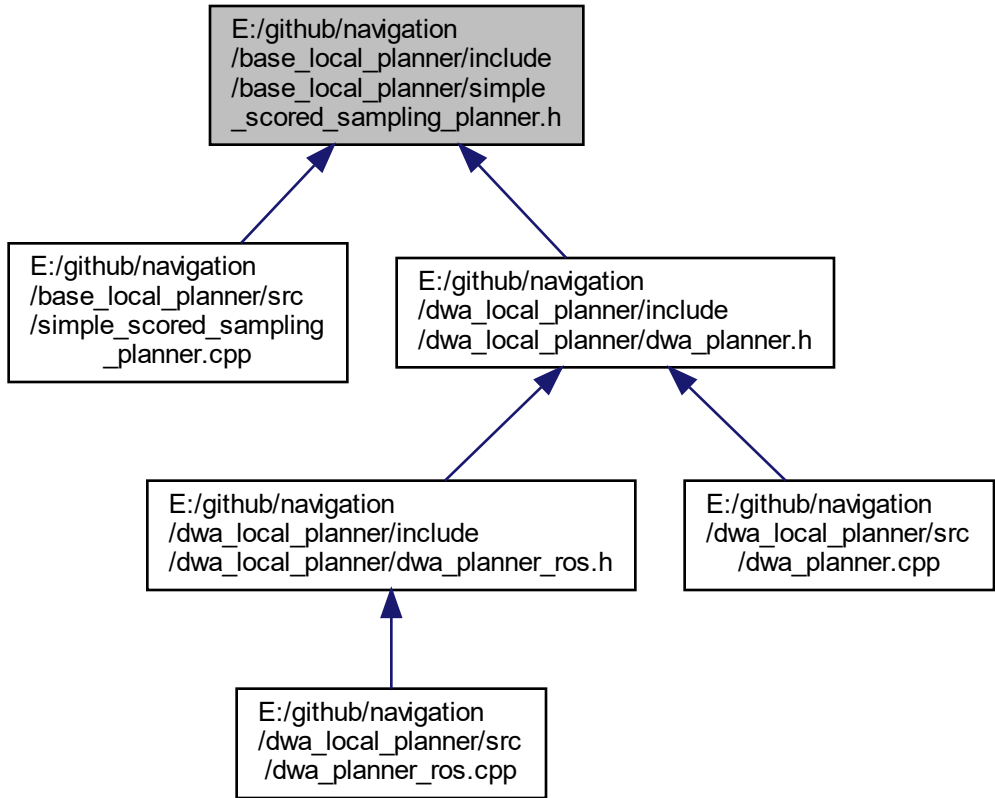 E:/github/navigation
/base_local_planner/include
/base_local_planner/simple
_scored_sampling_planner.h
E:/github/navigation
/base_local_planner/src
/simple_scored_sampling
_planner.cpp
E:/github/navigation
/dwa_local_planner/include
/dwa_local_planner/dwa_planner.h
E:/github/navigation
/dwa_local_planner/include
/dwa_local_planner/dwa_planner_ros.h
E:/github/navigation
/dwa_local_planner/src
/dwa_planner.cpp
E:/github/navigation
/dwa_local_planner/src
/dwa_planner_ros.cpp